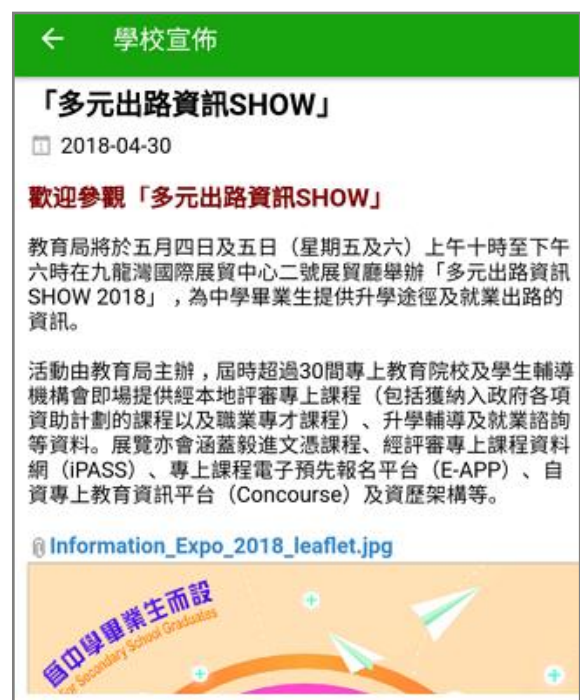 學校宣佈
「多元出路資訊SHOW」
2018-04-30
歡迎參觀「多元出路資訊SHOW」
教育局將於五月四日及五日（星期五及六）上午十時至下午
六時在九龍灣國際展貿中心二號展貿廳舉辦「多元出路資訊
SHOW 2018」，為中學畢業生提供升學途徑及就業出路的
資訊。
活動由教育局主辦，屆時超過30間專上教育院校及學生輔導
機構會即場提供經本地評審專上課程（包括獲納入政府各項
資助計劃的課程以及職業專才課程）、升學輔導及就業諮詢
等資料。展覽亦會涵蓋毅進文憑課程、經評審專上課程資料
網（iPASS）、專上課程電子預先報名平台（E-APP）、自
資專上教育資訊平台（Concourse）及資歷架構等。
Information_Expo_2018_leaflet.jpg
為中學畢業生而設
For Secondary School Graduates